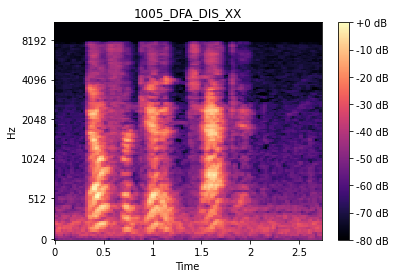 1005_DFA_DIS_XX
+0 dB
8192
-10 dB
4096
-20 dB
-30 dB
2048
Hz
-40 dB
1024
-50 dB
512
-60 dB
-70 dB
0
-80 dB
0 0.5 1 1.5 2 2.5
Time